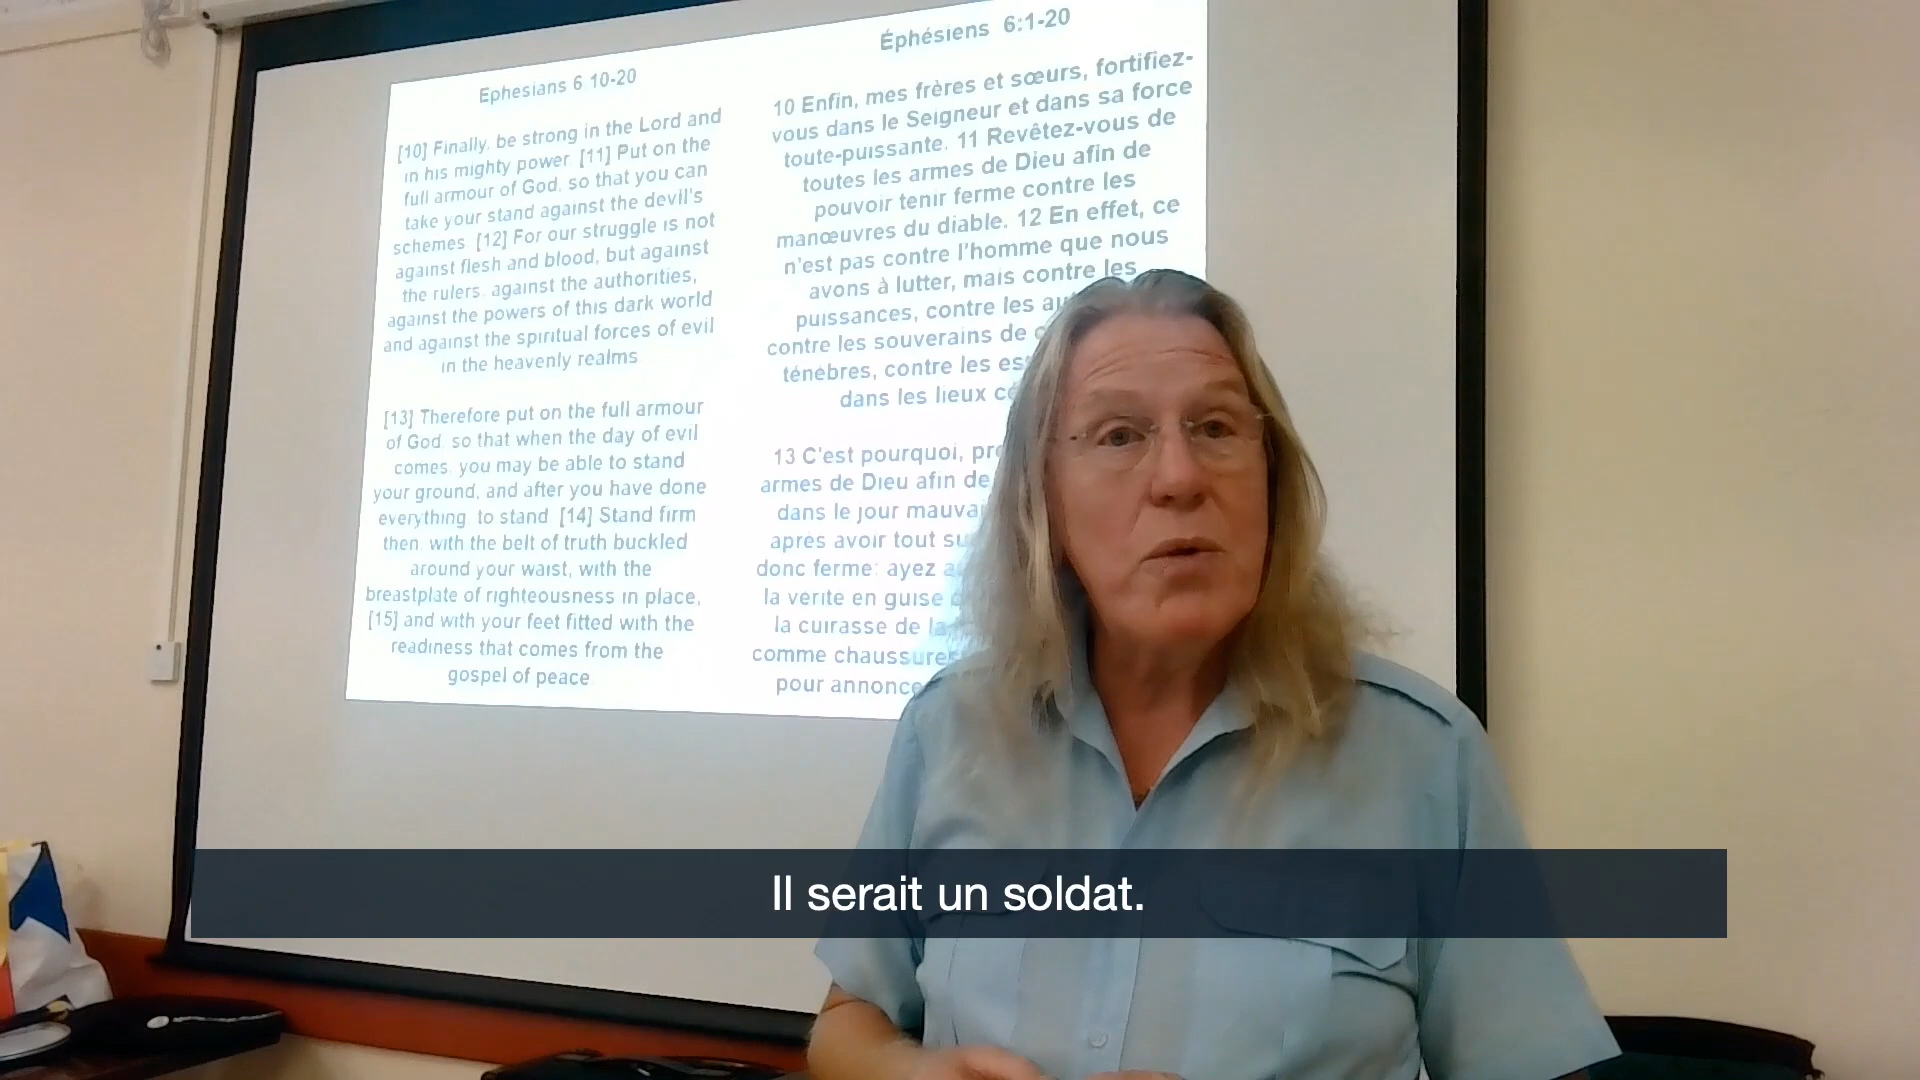 Ephesians 6 10-20
[10] Finally, be strong in the Lord and
in his mighty power [11] Put on the
full armour of God, so that you can
take your stand against the devil's
schemes [12] For our struggle is not
against flesh and blood, but against
the rulers, against the authorities,
against the powers of this dark world
and against the spiritual forces of evil
in the heavenly realms
[13] Therefore put on the full armour
of God, so that when the day of evil
comes, you may be able to stand
your ground, and after you have done
everything to stand [14] Stand firm
then, with the belt of truth buckled
around your waist, with the
breastplate of righteousness in place,
[15] and with your feet fitted with the
readiness that comes from the
gospel of peace
Éphésiens 6:1-20
10 Enfin, mes frères et sœurs, fortifiez-
vous dans le Seigneur et dans sa force
toute-puissante. 11 Revêtez-vous de
toutes les armes de Dieu afin de
pouvoir tenir ferme contre les
manœuvres du diable. 12 En effet, ce
n'est pas contre l'homme que nous
avons à lutter, mais contre les
puissances, contre les
contre les souverains de
ténèbres, contre les
dans les lieux
13 C'est pourquoi,
armes de Dieu afin de
dans le jour
après avoir tout
donc ferme: ayez
la vérité en guise
la cuirasse de la
comme chaussures
pour
Il serait un soldat.